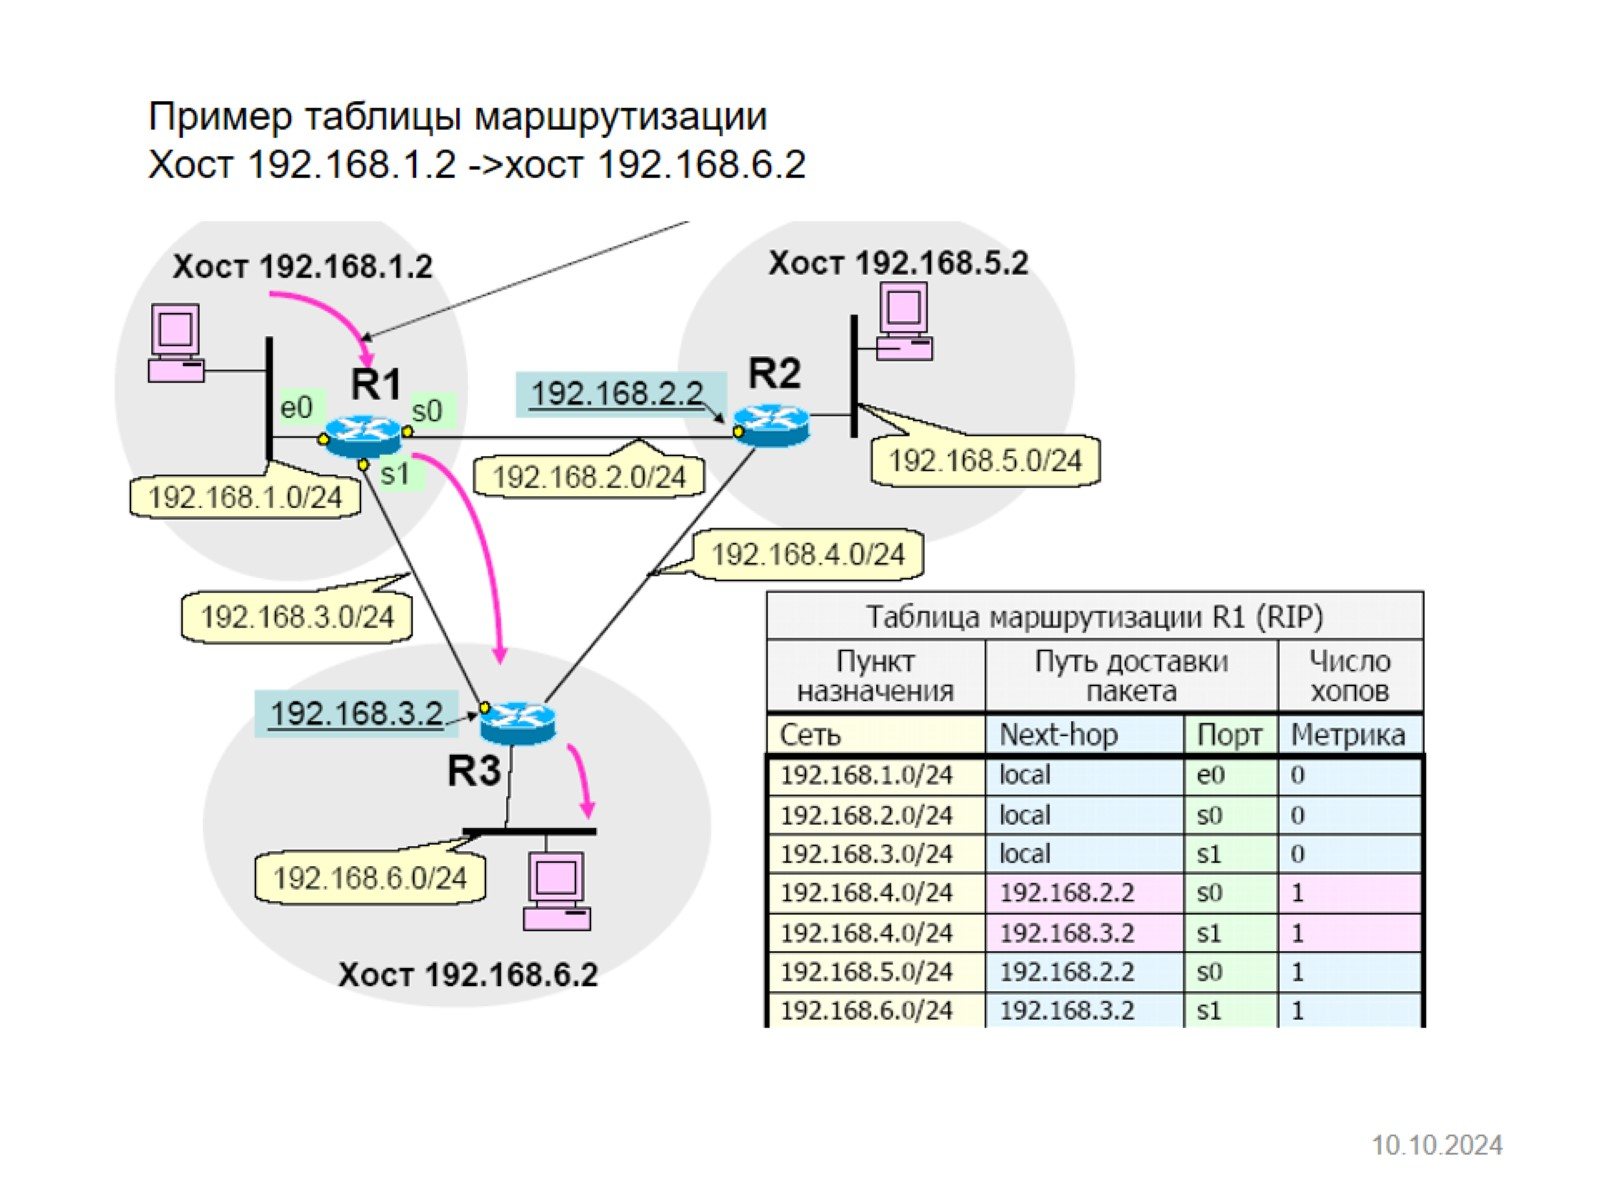 Пример таблицы маршрутизации
Хост 192.168.1.2 ->хост 192.168.6.2
Хост 192.168.1.2
Хост 192.168.5.2
R1
R2
e0
s0
192.168.2.2
s1
192.168.1.0/24
192.168.2.0/24
192.168.5.0/24
192.168.4.0/24
192.168.3.0/24
192.168.3.2
R3
192.168.6.0/24
Хост 192.168.6.2
Таблица маршрутизации R1 (RIP)
Пункт назначения
Путь доставки пакета
Число хопов
Сеть Next-hop Порт Метрика
192.168.1.0/24 local e0 0
192.168.2.0/24 local s0 0
192.168.3.0/24 local s1 0
192.168.4.0/24 192.168.2.2 s0 1
192.168.4.0/24 192.168.3.2 s1 1
192.168.5.0/24 192.168.2.2 s0 1
192.168.6.0/24 192.168.3.2 s1 1
10.10.2024